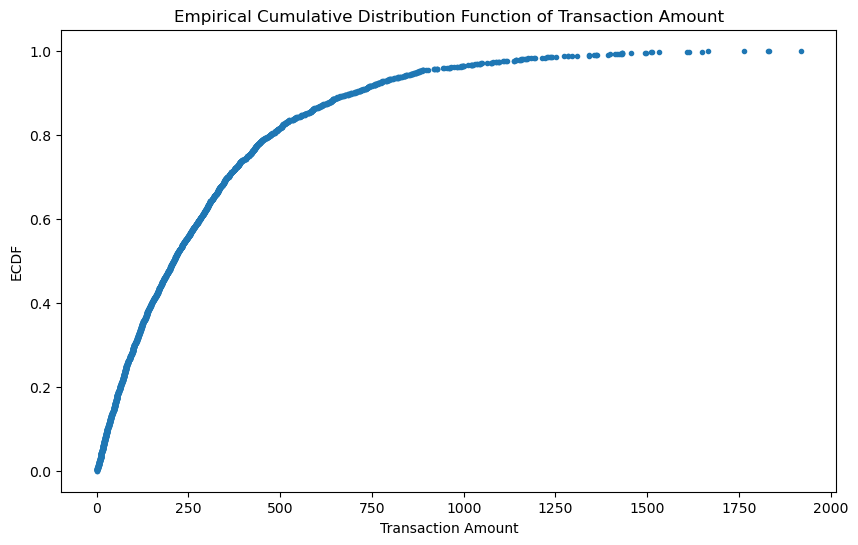 Empirical Cumulative Distribution Function of Transaction Amount
1.0
0.8
0.6
0.4
0.2
0.0
ECDF
0 250 500 750 1000 1250 1500 1750 2000
Transaction Amount